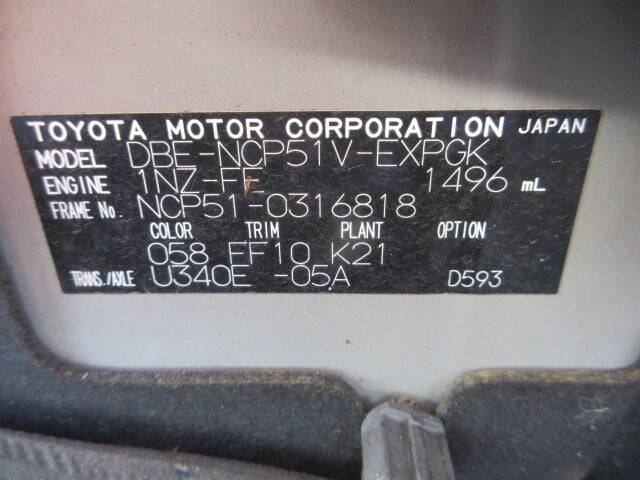 TOYOTA MOTOR CORPORATION JAPAN
MODEL DBE-NCP51V-EXPGK
ENGINE 1NZ-FE 1496 mL
FRAME No. NCP51-0316818
COLOR TRIM PLANT OPTION
058 FF10 K21
TRANS./AXLE U340E -05A D593